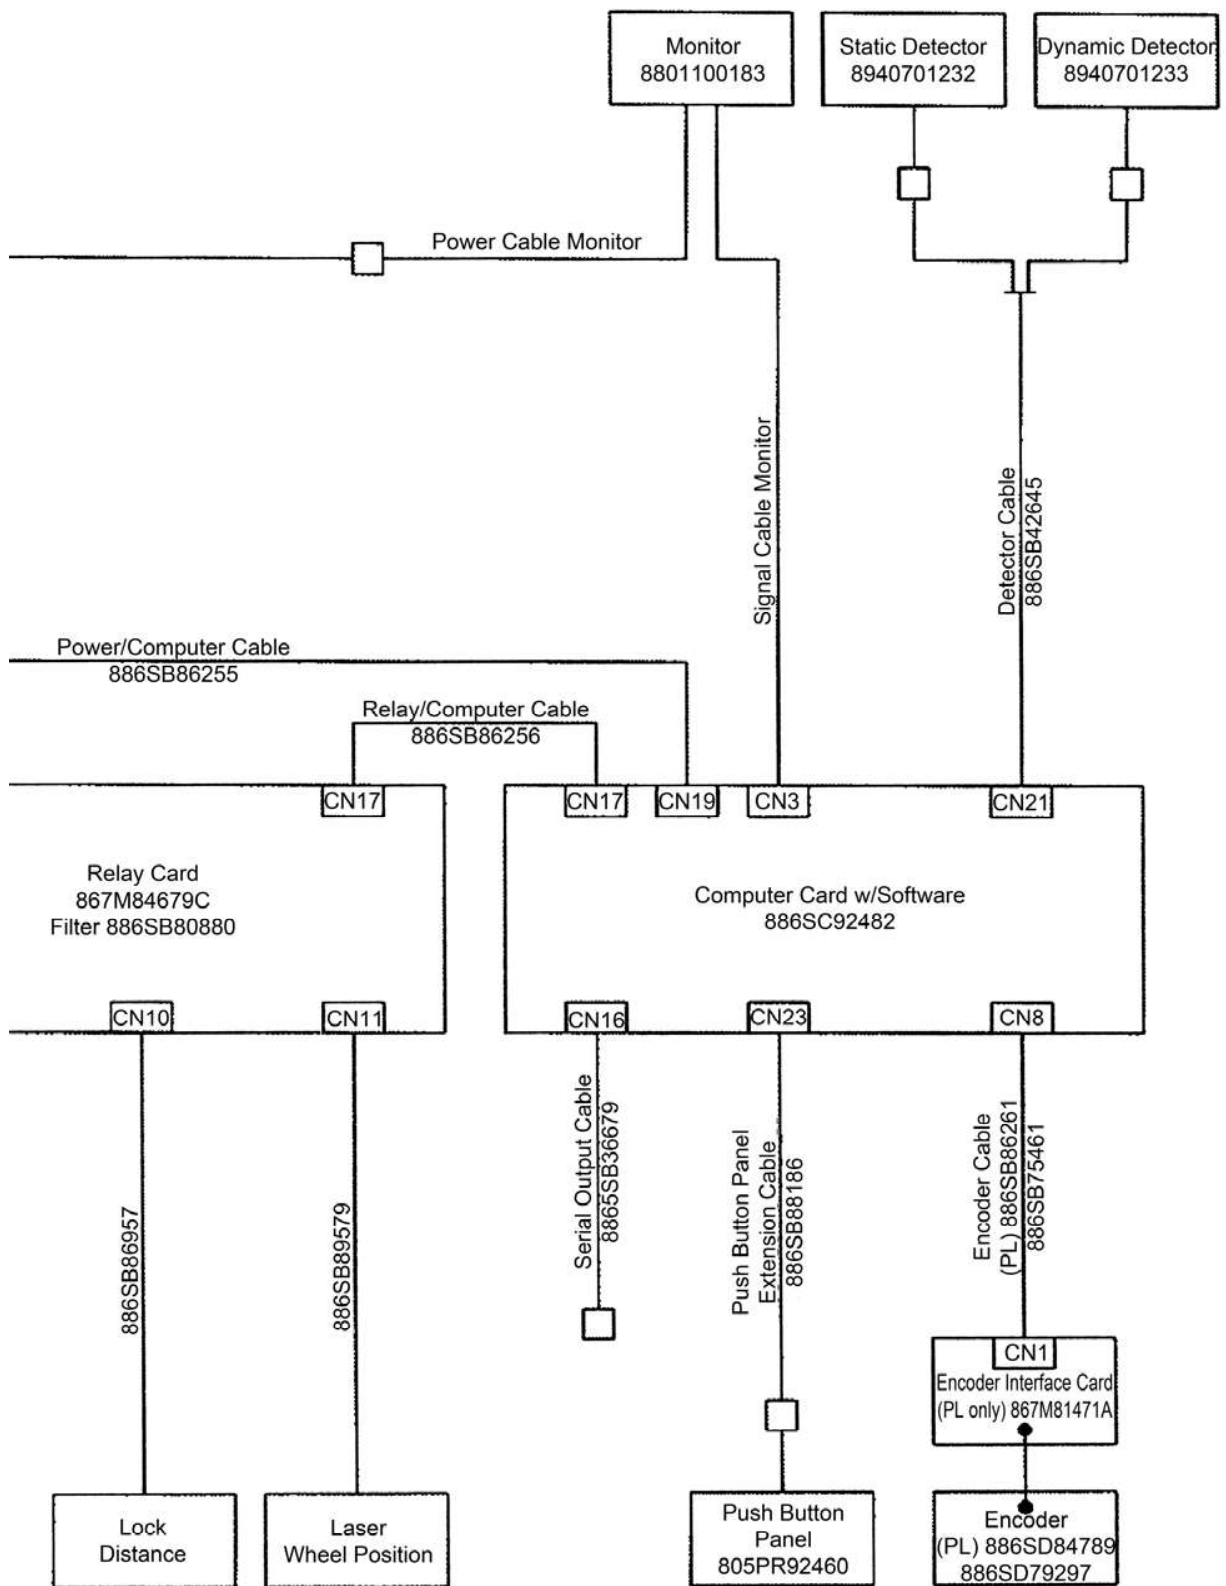 Monitor
8801100183
Static Detector
8940701232
Dynamic Detector
8940701233
Power Cable Monitor
Signal Cable Monitor
Detector Cable
886SB42645
Power/Computer Cable
886SB86255
Relay/Computer Cable
886SB86256
CN17
CN17
CN19
CN3
CN21
Relay Card
867M84679C
Filter 886SB80880
Computer Card w/Software
886SC92482
CN10
CN11
CN16
CN23
CN8
886SB86957
886SB89579
Serial Output Cable
8865SB36679
Push Button Panel
Extension Cable
886SB88186
Encoder Cable
(PL) 886SB86261
886SB75461
CN1
Encoder Interface Card
(PL only) 867M81471A
Lock
Distance
Laser
Wheel Position
Push Button
Panel
805PR92460
Encoder
(PL) 886SD84789
886SD79297